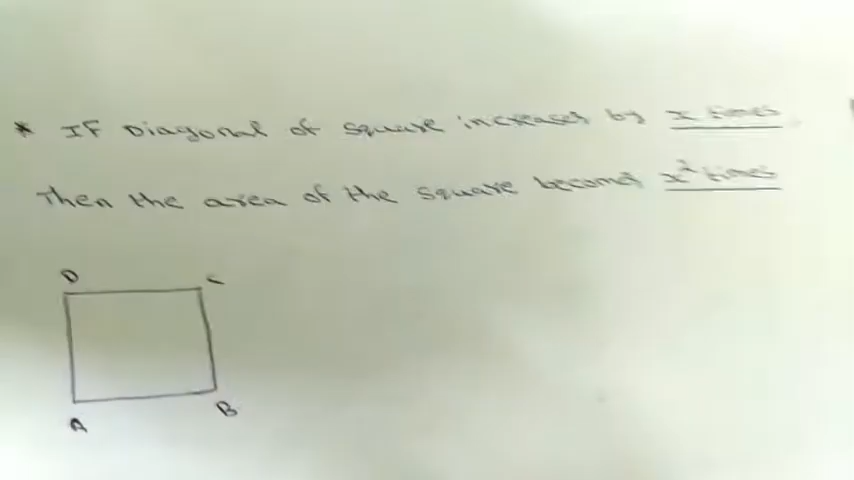 * IF Diagonal of square increases by x times.
Then the area of the square becomes x² times
D C
A B